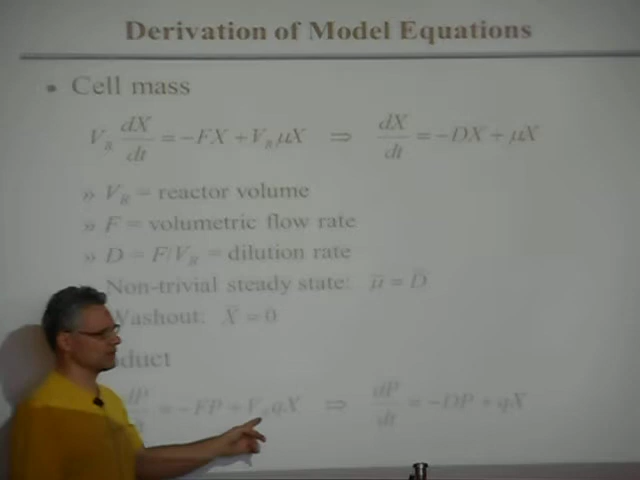 Derivation of Model Equations
• Cell mass
V_R dX/dt = −FX + V_R μX ⇒ dX/dt = −DX + μX
» V_R = reactor volume
» F = volumetric flow rate
» D = F/V_R = dilution rate
Non-trivial steady state: μ̄ = D̄
Washout: X̄ = 0
duct
dP = −FP + V qX ⇒ dP/dt = −DP + qX